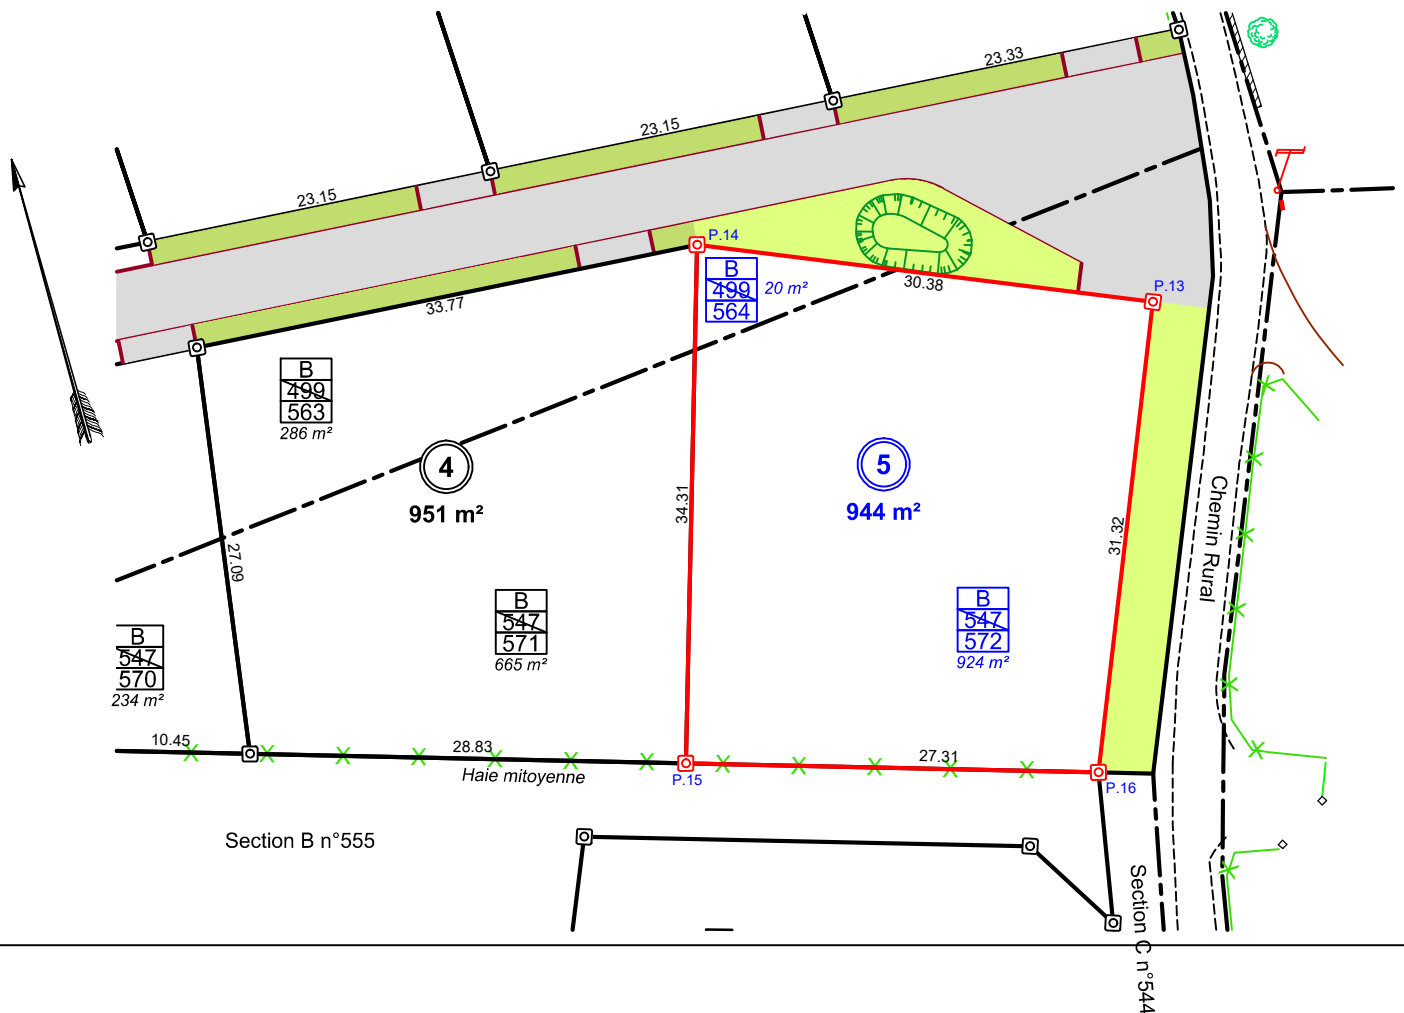 23.33
23.15
23.15
P.14
B
499
564
20 m²
30.38
P.13
33.77
B
499
563
286 m²
4
951 m²
5
944 m²
34.31
31.32
27.09
Chemin Rural
B
547
571
665 m²
B
547
572
924 m²
B
547
570
234 m²
10.45
28.83
27.31
Haie mitoyenne
P.15
P.16
Section B n°555
Section C n°544